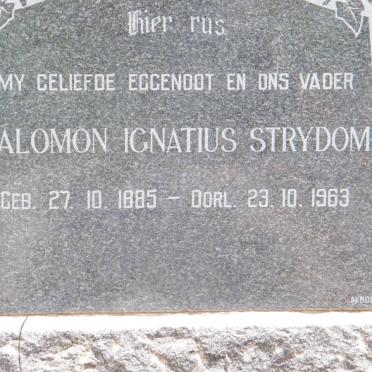 Hier rus
MY GELIEFDE EGGENOOT EN ONS VADER
ALOMON IGNATIUS STRYDOM
GEB. 27. 10. 1885 – OORL. 23. 10. 1963